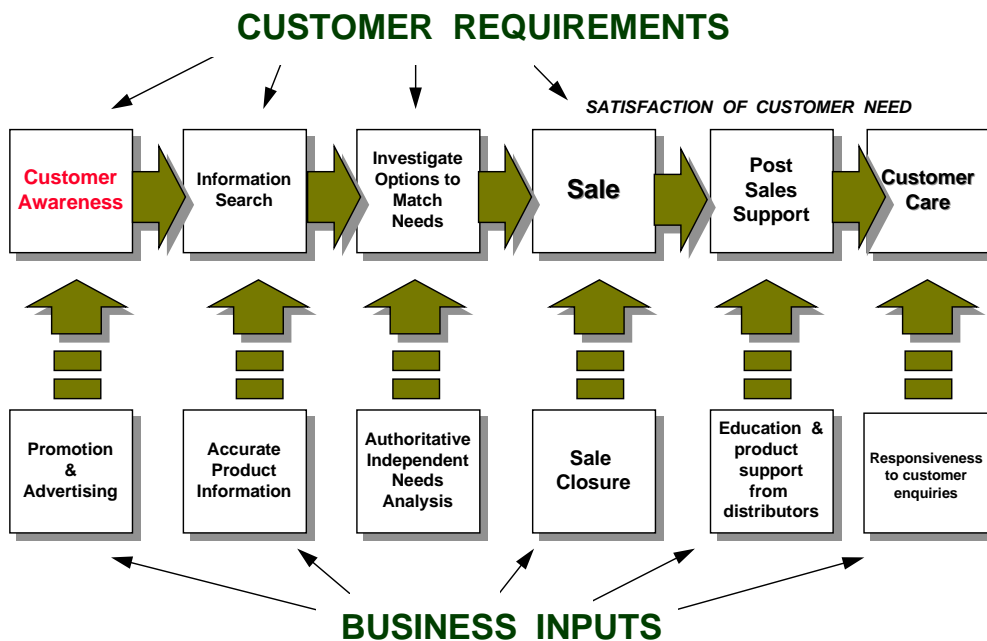 CUSTOMER REQUIREMENTS
SATISFACTION OF CUSTOMER NEED
Customer
Awareness
Information
Search
Investigate
Options to
Match
Needs
Sale
Post
Sales
Support
Customer
Care
Promotion
&
Advertising
Accurate
Product
Information
Authoritative
Independent
Needs
Analysis
Sale
Closure
Education &
product
support
from
distributors
Responsiveness
to customer
enquiries
BUSINESS INPUTS